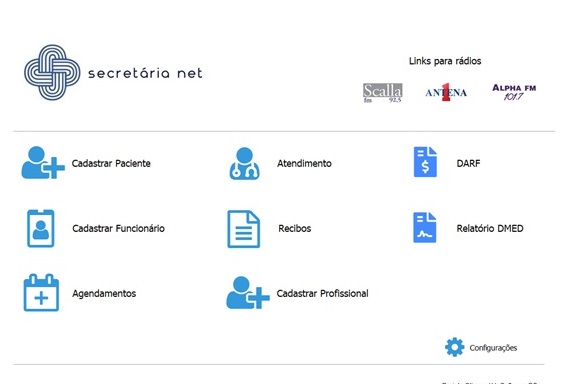 secretária net
Links para rádios
Scalla
fm 92,5
ANTENA 1
ALPHA FM
101,7
Cadastrar Paciente
Atendimento
DARF
Cadastrar Funcionário
Recibos
Relatório DMED
Agendamentos
Cadastrar Profissional
Configurações